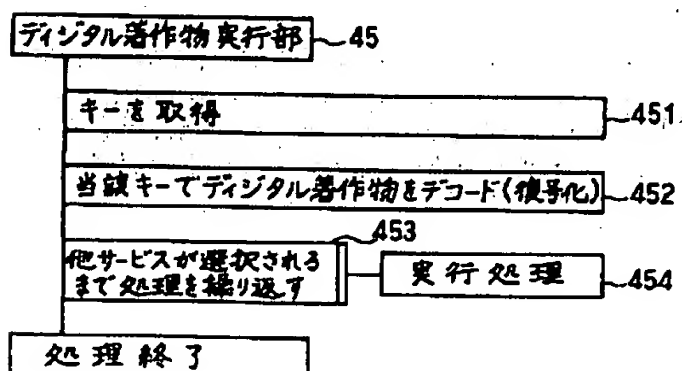 ディジタル著作物実行部 45
キーを取得 451
当該キーでディジタル著作物をデコード(復号化) 452
453
他サービスが選択される
まで処理を繰り返す
実行処理 454
処理終了